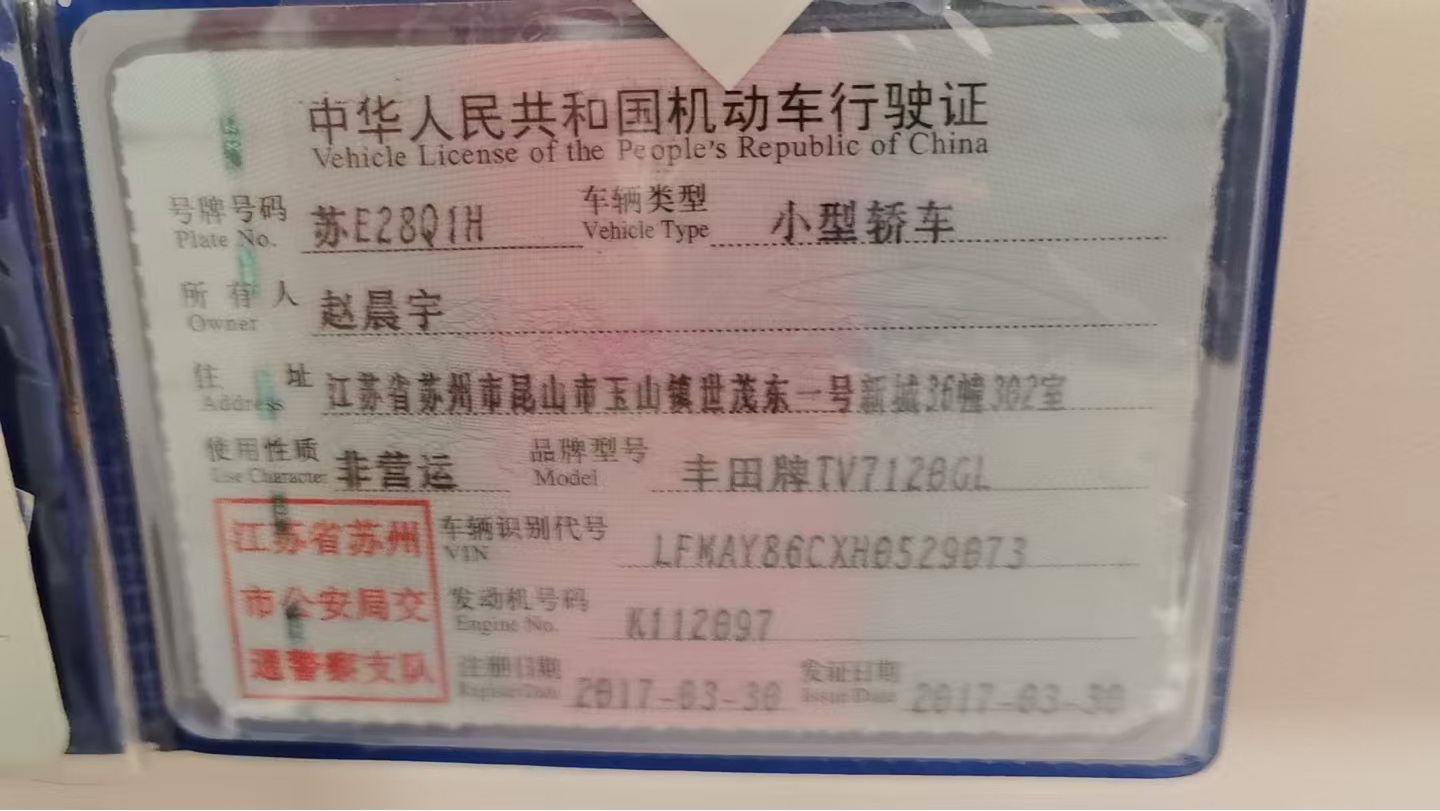 中华人民共和国机动车行驶证
Vehicle License of the People's Republic of China
号牌号码 苏E28Q1H 车辆类型 小型轿车
Plate No. Vehicle Type
所有人 赵晨宇
Owner
住址 江苏省苏州市昆山市玉山镇世茂东一号新城36幢302室
Address
使用性质 非营运 品牌型号 丰田牌TV7120GL
Use Character Model
江苏省苏州
市公安局交
通警察支队
车辆识别代号 LFMAY86CXH0529073
VIN
发动机号码 K112097
Engine No.
注册日期 2017-03-30 发证日期 2017-03-30
Register Date Issue Date